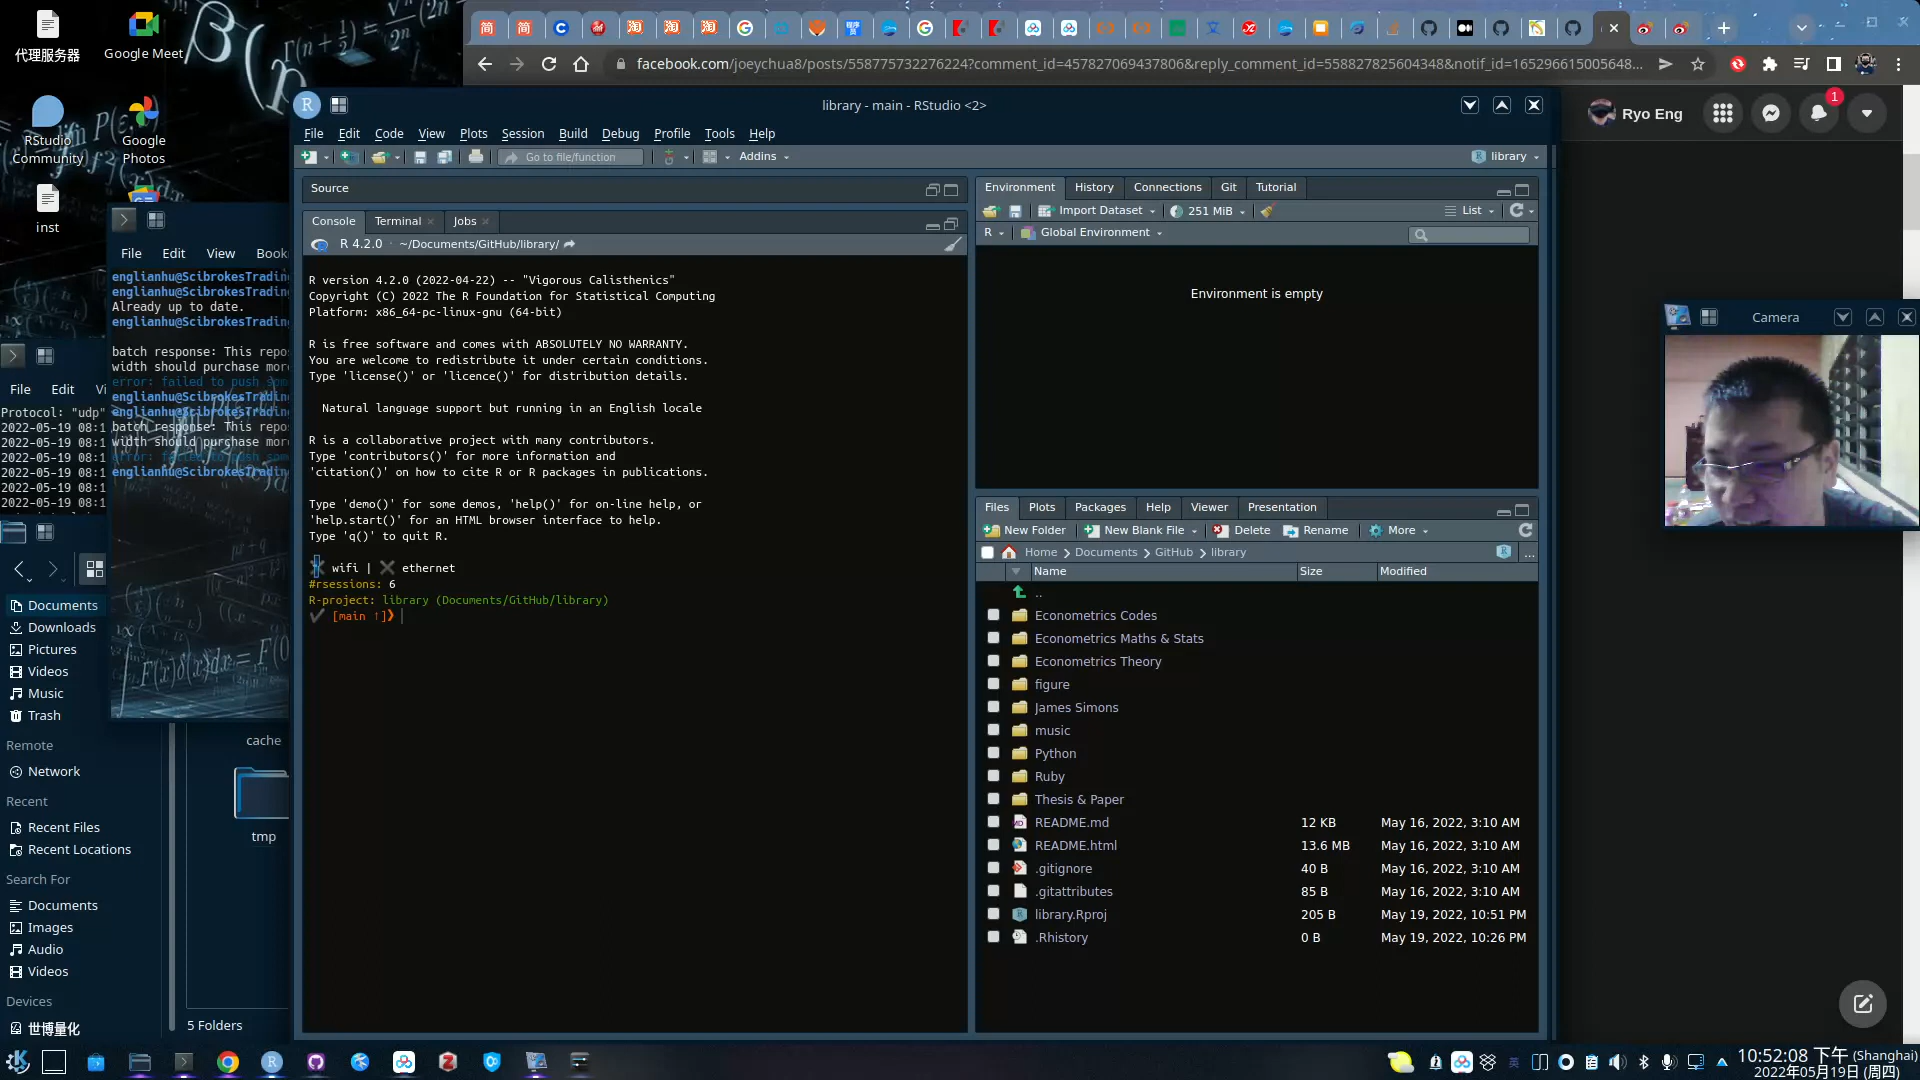 代理服务器
Google Meet
RStudio
Community
Google
Photos
inst
facebook.com/joeychua8/posts/558775732276224?comment_id=457827069437806&reply_comment_id=558827825604348&notif_id=165296615005648...
Ryo Eng
1
library - main - RStudio <2>
File Edit Code View Plots Session Build Debug Profile Tools Help
Go to file/function
Addins
library
Source
Console Terminal Jobs
R 4.2.0 · ~/Documents/GitHub/library/
R version 4.2.0 (2022-04-22) -- "Vigorous Calisthenics"
Copyright (C) 2022 The R Foundation for Statistical Computing
Platform: x86_64-pc-linux-gnu (64-bit)
R is free software and comes with ABSOLUTELY NO WARRANTY.
You are welcome to redistribute it under certain conditions.
Type 'license()' or 'licence()' for distribution details.
Natural language support but running in an English locale
R is a collaborative project with many contributors.
Type 'contributors()' for more information and
'citation()' on how to cite R or R packages in publications.
Type 'demo()' for some demos, 'help()' for on-line help, or
'help.start()' for an HTML browser interface to help.
Type 'q()' to quit R.
wifi | ethernet
#rsessions: 6
R-project: library (Documents/GitHub/library)
[main ↑]❯
Environment History Connections Git Tutorial
Import Dataset 251 MiB List
R Global Environment
Environment is empty
Files Plots Packages Help Viewer Presentation
New Folder New Blank File Delete Rename More
Home Documents GitHub library ...
Name Size Modified
..
Econometrics Codes
Econometrics Maths & Stats
Econometrics Theory
figure
James Simons
music
Python
Ruby
Thesis & Paper
README.md 12 KB May 16, 2022, 3:10 AM
README.html 13.6 MB May 16, 2022, 3:10 AM
.gitignore 40 B May 16, 2022, 3:10 AM
.gitattributes 85 B May 16, 2022, 3:10 AM
library.Rproj 205 B May 19, 2022, 10:51 PM
.Rhistory 0 B May 19, 2022, 10:26 PM
Camera
File Edit View Book
englianhu@ScibrokesTrading
englianhu@ScibrokesTrading
Already up to date.
englianhu@ScibrokesTrading
batch response: This repos
width should purchase more
error: failed to push som
englianhu@ScibrokesTrading
englianhu@ScibrokesTrading
batch response: This repos
width should purchase more
error: failed to push som
englianhu@ScibrokesTrading
File Edit Vi
Protocol: "udp"
2022-05-19 08:1
2022-05-19 08:1
2022-05-19 08:1
2022-05-19 08:1
2022-05-19 08:1
2022-05-19 08:1
Documents
Downloads
Pictures
Videos
Music
Trash
Remote
Network
Recent
Recent Files
Recent Locations
Search For
Documents
Images
Audio
Videos
Devices
世博量化
cache
tmp
5 Folders
10:52:08 下午 (Shanghai)
2022年05月19日 (周四)